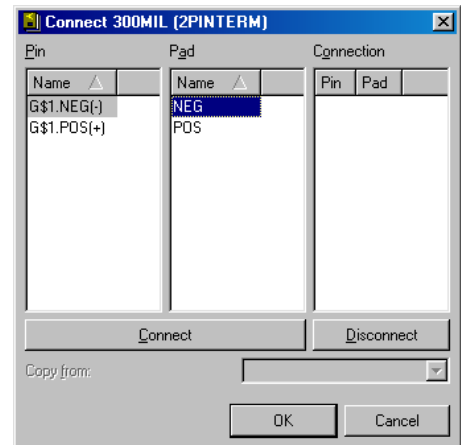 Connect 300MIL (2PINTERM)
Pin Pad Connection
Name Name Pin Pad
G$1.NEG(-) NEG
G$1.POS(+) POS
Connect Disconnect
Copy from:
OK Cancel